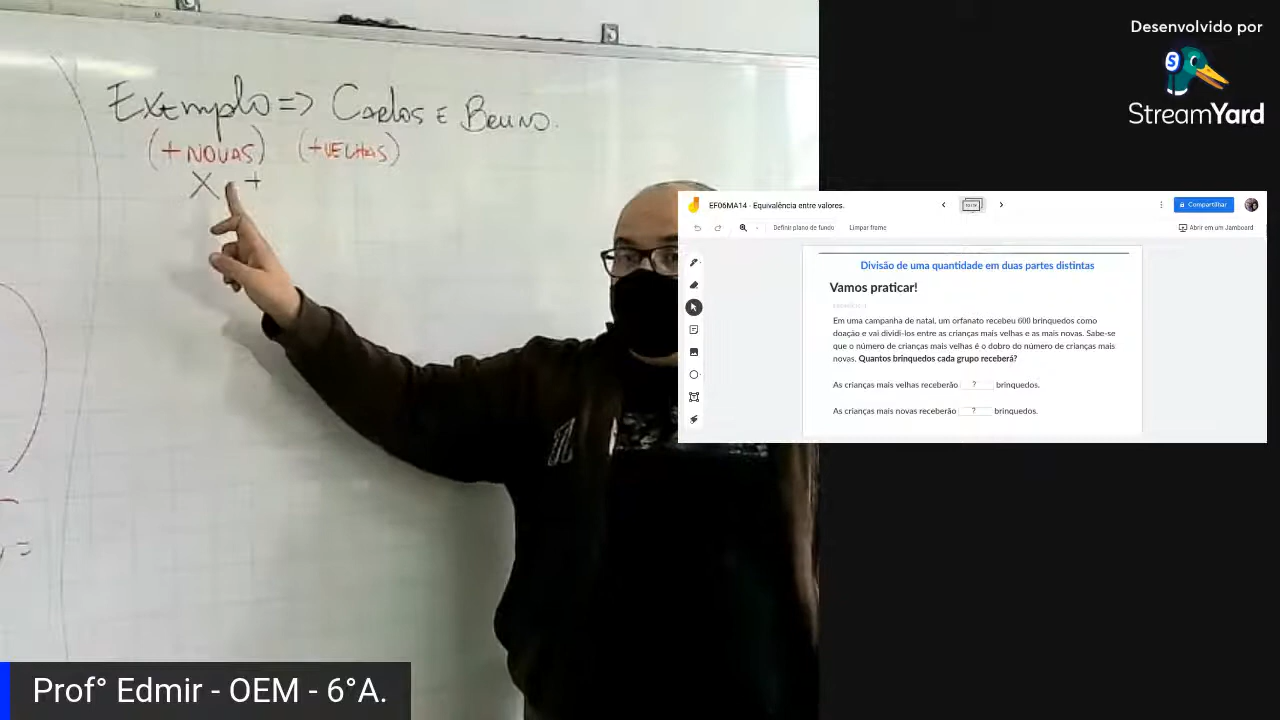 Exemplo => Carlos E Bruno.
(+ NOVAS) (+VELHAS)
X +
Desenvolvido por
StreamYard
EF06MA14 - Equivalência entre valores.
Compartilhar
Definir plano de fundo
Limpar frame
Abrir em um Jamboard
Divisão de uma quantidade em duas partes distintas
Vamos praticar!
Em uma campanha de natal, um orfanato recebeu 600 brinquedos como
doação e vai dividi-los entre as crianças mais velhas e as mais novas. Sabe-se
que o número de crianças mais velhas é o dobro do número de crianças mais
novas. Quantos brinquedos cada grupo receberá?
As crianças mais velhas receberão ? brinquedos.
As crianças mais novas receberão ? brinquedos.
Prof° Edmir - OEM - 6°A.